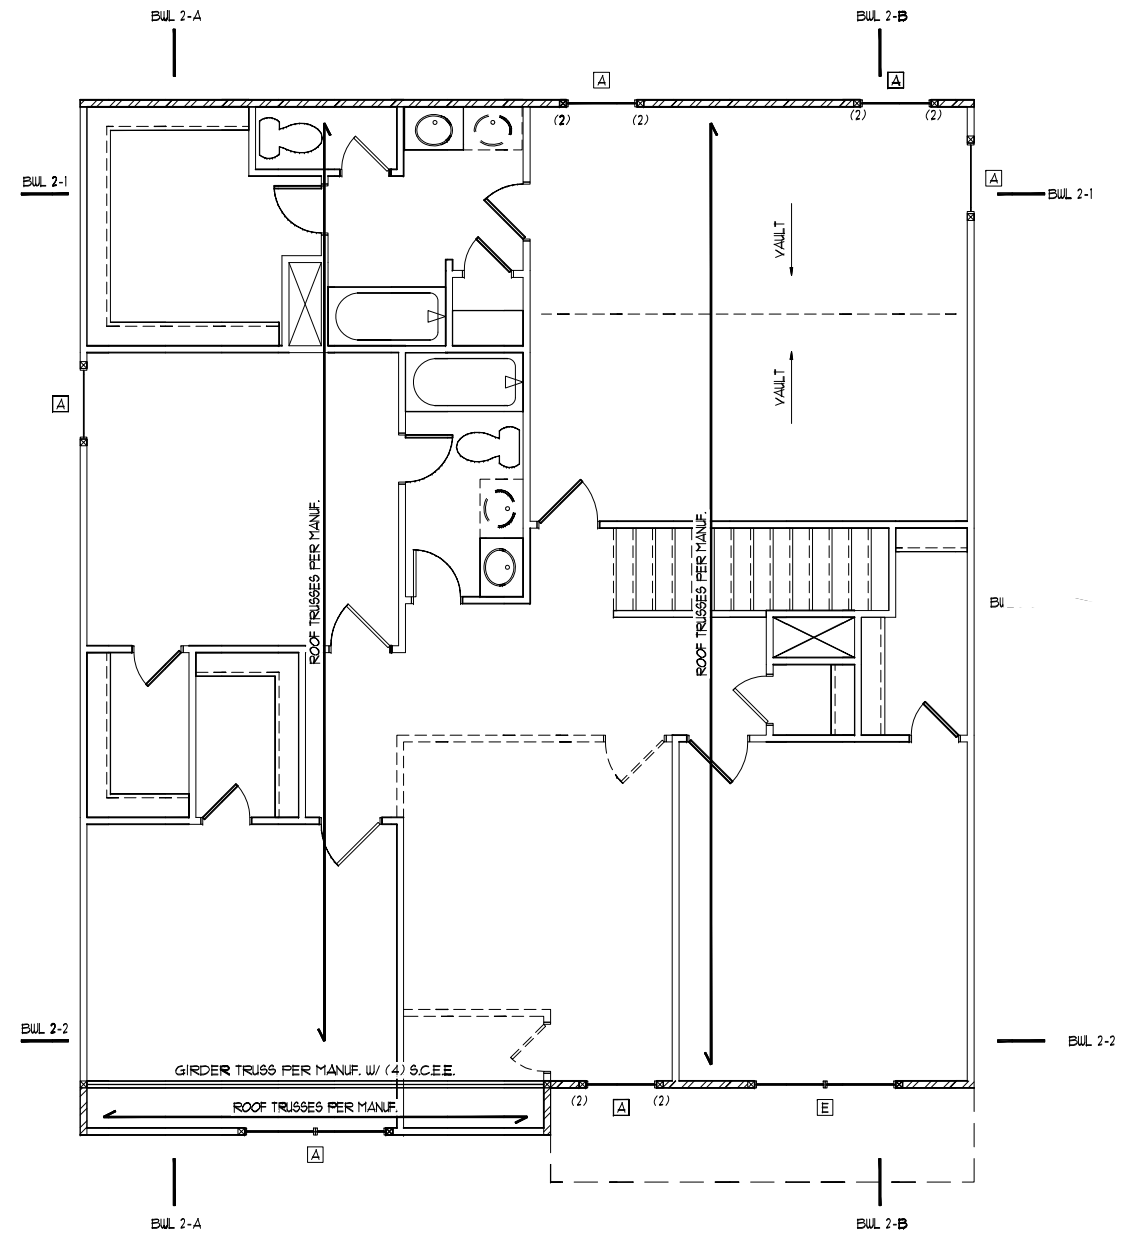 BWL 2-A
BWL 2-B
A
A
(2)
(2)
(2)
(2)
BWL 2-1
A
BWL 2-1
VAULT
VAULT
A
ROOF TRUSSES PER MANUF.
ROOF TRUSSES PER MANUF.
BWL 2-2
BWL 2-2
GIRDER TRUSS PER MANUF. W/ (4) S.C.E.E.
ROOF TRUSSES PER MANUF.
(2)
A
(2)
E
A
BWL 2-A
BWL 2-B